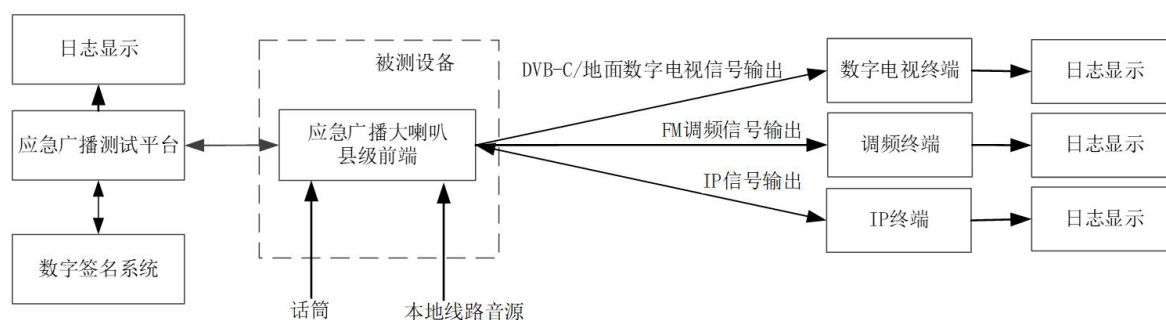 日志显示
应急广播测试平台
数字签名系统
被测设备
应急广播大喇叭
县级前端
话筒
本地线路音源
DVB-C/地面数字电视信号输出
数字电视终端
日志显示
FM调频信号输出
调频终端
日志显示
IP信号输出
IP终端
日志显示